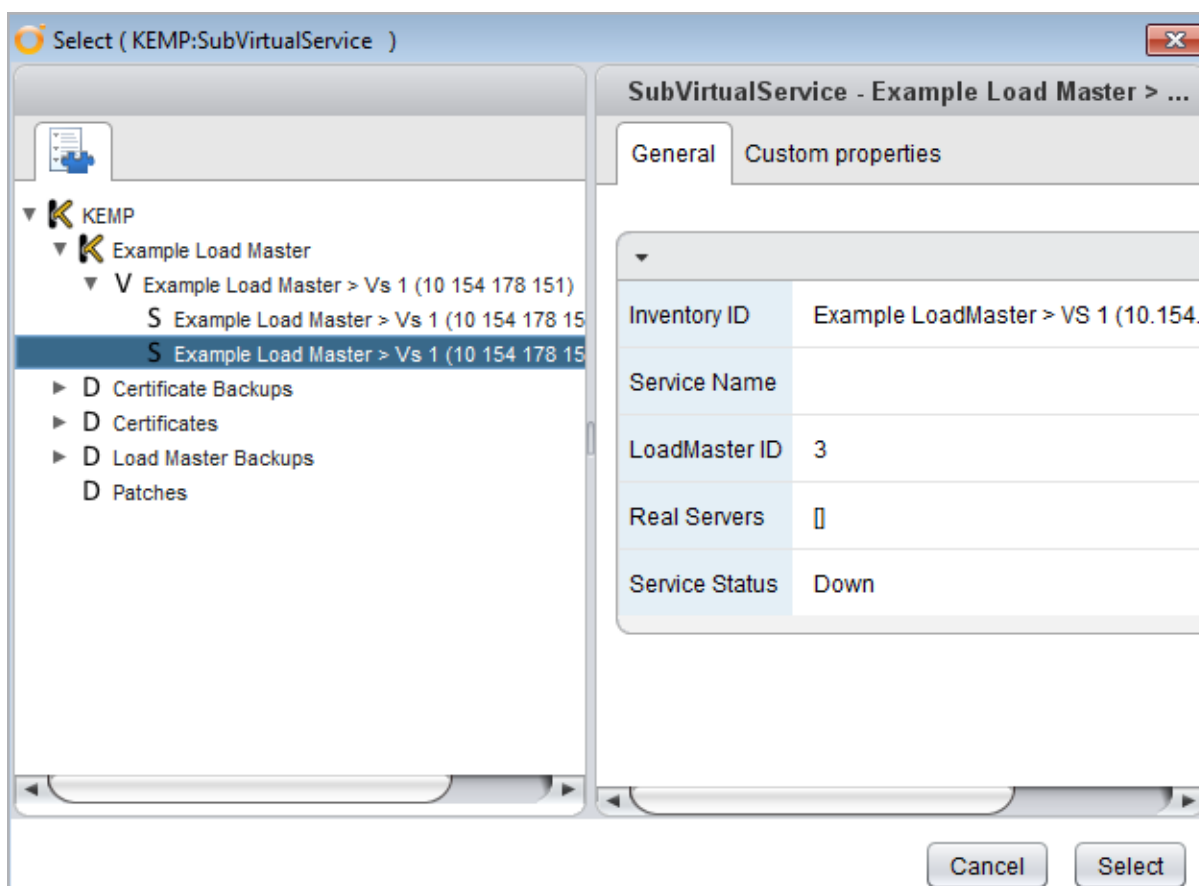 Select ( KEMP:SubVirtualService )
SubVirtualService - Example Load Master > ...
General
Custom properties
KEMP
Example Load Master
V Example Load Master > Vs 1 (10 154 178 151)
S Example Load Master > Vs 1 (10 154 178 15
S Example Load Master > Vs 1 (10 154 178 15
D Certificate Backups
D Certificates
D Load Master Backups
D Patches
Inventory ID Example LoadMaster > VS 1 (10.154.
Service Name
LoadMaster ID 3
Real Servers []
Service Status Down
Cancel
Select